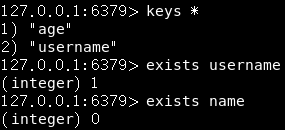 127.0.0.1:6379> keys *
1) "age"
2) "username"
127.0.0.1:6379> exists username
(integer) 1
127.0.0.1:6379> exists name
(integer) 0